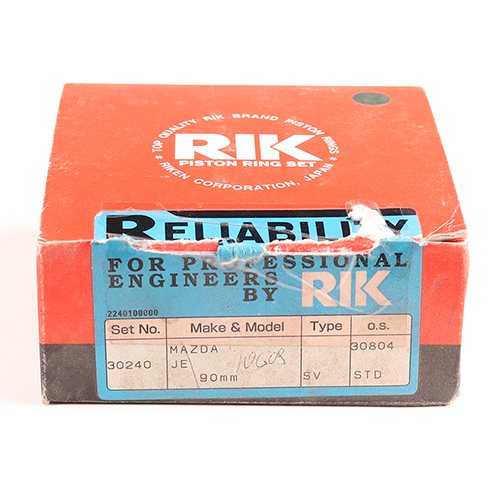 ★ TOP QUALITY RIK BRAND PISTON RINGS ★
RIK
PISTON RING SET
RIKEN CORPORATION, JAPAN
RELIABILITY
FOR PROFESSIONAL
ENGINEERS
BY RIK
2240100000
Set No. Make & Model Type o.s.
MAZDA 30804
30240 JE
90mm SV STD